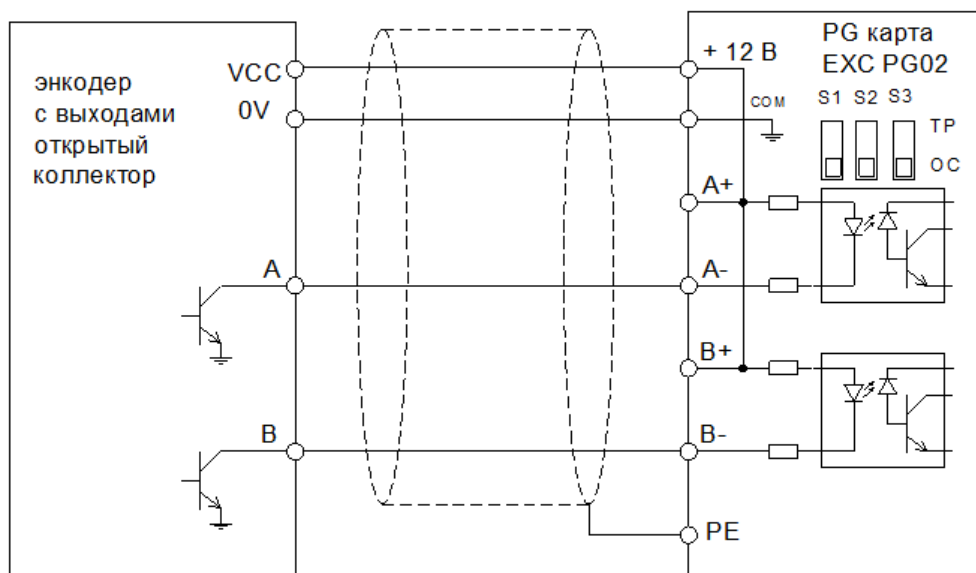 энкодер
с выходами
открытый
коллектор
VCC
0V
A
B
+ 12 В
COM
A+
A-
B+
B-
PE
PG карта
EXC PG02
S1 S2 S3
TP
OC